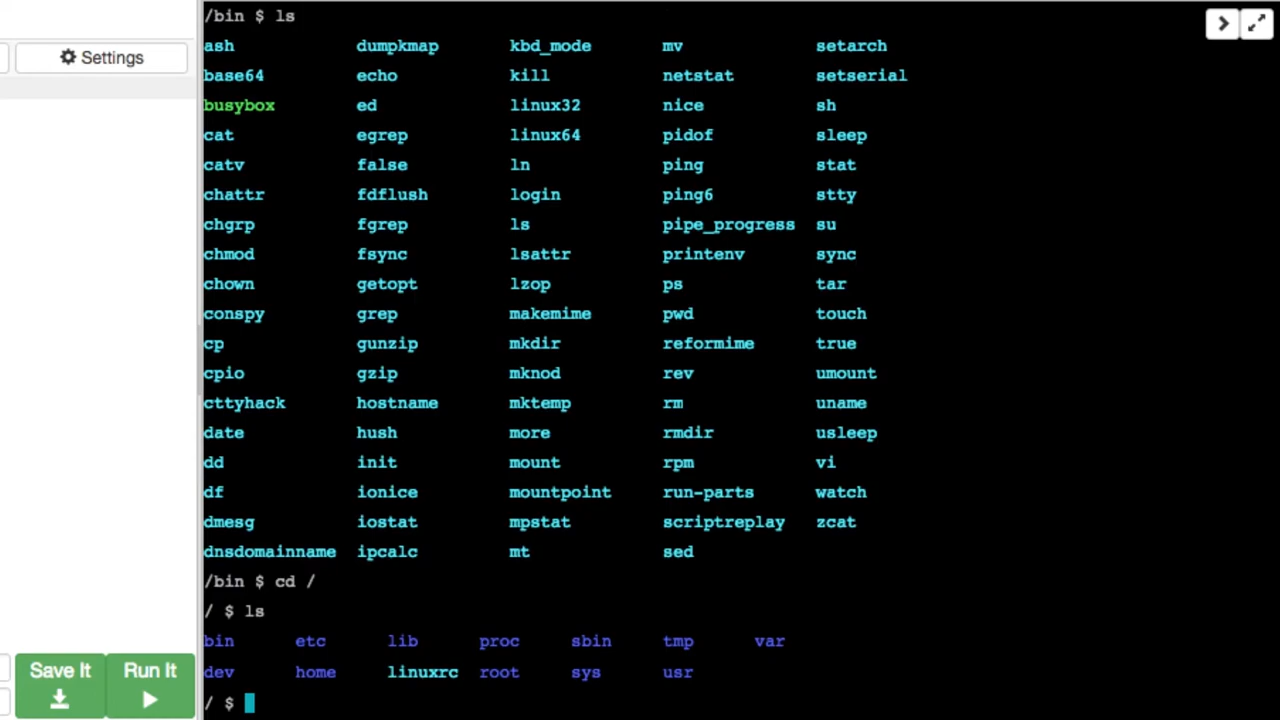 /bin $ ls
ash dumpkmap kbd_mode mv setarch
Settings
base64 echo kill netstat setserial
busybox ed linux32 nice sh
cat egrep linux64 pidof sleep
catv false ln ping stat
chattr fdflush login ping6 stty
chgrp fgrep ls pipe_progress su
chmod fsync lsattr printenv sync
chown getopt lzop ps tar
conspy grep makemime pwd touch
cp gunzip mkdir reformime true
cpio gzip mknod rev umount
cttyhack hostname mktemp rm uname
date hush more rmdir usleep
dd init mount rpm vi
df ionice mountpoint run-parts watch
dmesg iostat mpstat scriptreplay zcat
dnsdomainname ipcalc mt sed
/bin $ cd /
/ $ ls
bin etc lib proc sbin tmp var
dev home linuxrc root sys usr
Save It Run It
/ $